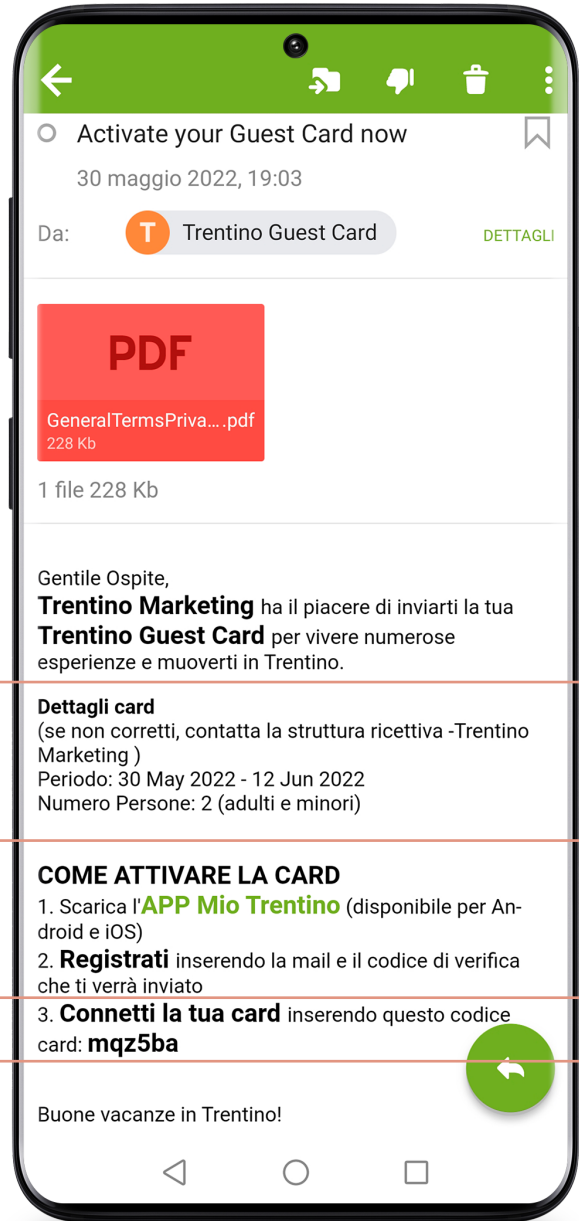 Activate your Guest Card now
30 maggio 2022, 19:03
Da:
T
Trentino Guest Card
DETTAGLI
PDF
GeneralTermsPriva....pdf
228 Kb
1 file 228 Kb
Gentile Ospite,
Trentino Marketing ha il piacere di inviarti la tua
Trentino Guest Card per vivere numerose
esperienze e muoverti in Trentino.
Dettagli card
(se non corretti, contatta la struttura ricettiva -Trentino
Marketing )
Periodo: 30 May 2022 - 12 Jun 2022
Numero Persone: 2 (adulti e minori)
COME ATTIVARE LA CARD
1. Scarica l'APP Mio Trentino (disponibile per An-
droid e iOS)
2. Registrati inserendo la mail e il codice di verifica
che ti verrà inviato
3. Connetti la tua card inserendo questo codice
card: mqz5ba
Buone vacanze in Trentino!